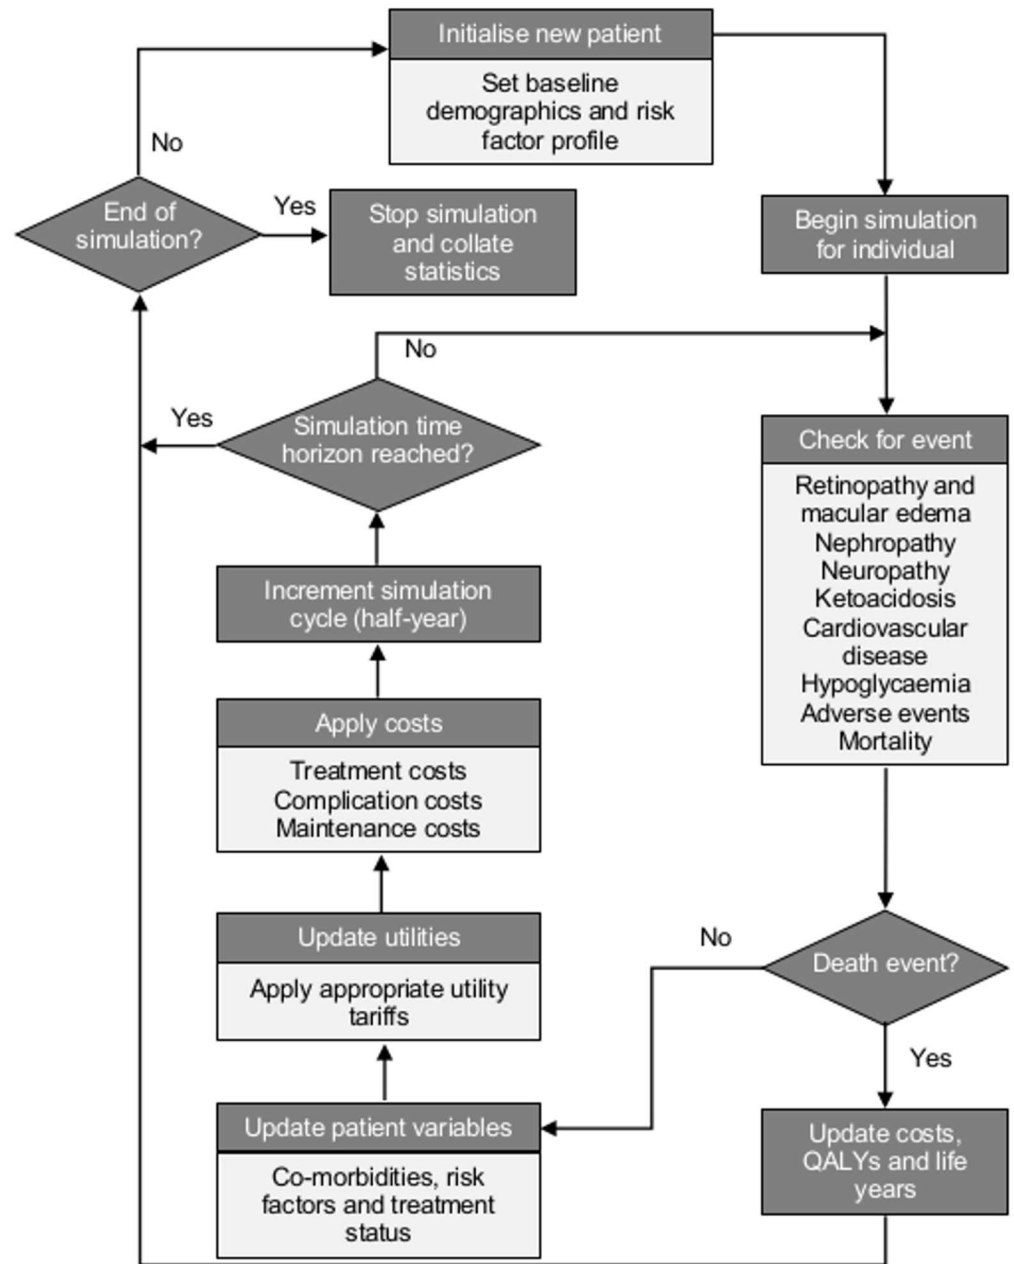 Initialise new patient
Set baseline
demographics and risk
factor profile
No
End of
simulation?
Yes
Stop simulation
and collate
statistics
Begin simulation
for individual
No
Yes
Simulation time
horizon reached?
Check for event
Retinopathy and
macular edema
Nephropathy
Neuropathy
Ketoacidosis
Cardiovascular
disease
Hypoglycaemia
Adverse events
Mortality
Increment simulation
cycle (half-year)
Apply costs
Treatment costs
Complication costs
Maintenance costs
Update utilities
Apply appropriate utility
tariffs
No
Death event?
Yes
Update patient variables
Co-morbidities, risk
factors and treatment
status
Update costs,
QALYs and life
years